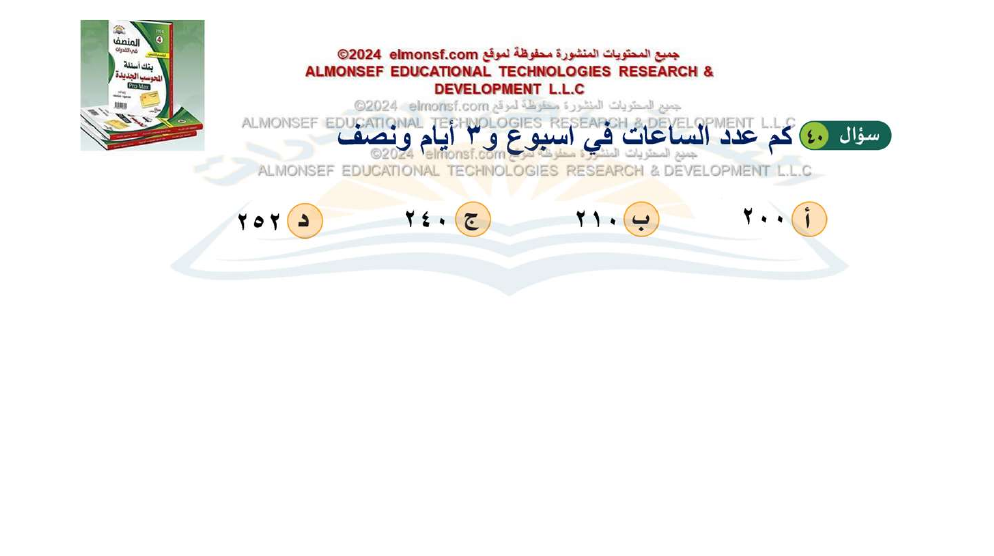 جميع المحتويات المنشورة محفوظة لموقع elmonsf.com ©2024
ALMONSEF EDUCATIONAL TECHNOLOGIES RESEARCH &
DEVELOPMENT L.L.C
جميع المحتويات المنشورة محفوظة لموقع elmonsf.com ©2024
ALMONSEF EDUCATIONAL TECHNOLOGIES RESEARCH & DEVELOPMENT L.L.C
سؤال ٤٠ كم عدد الساعات في اسبوع و٣ أيام ونصف
جميع المحتويات المنشورة محفوظة لموقع elmonsf.com ©2024
ALMONSEF EDUCATIONAL TECHNOLOGIES RESEARCH & DEVELOPMENT L.L.C
أ ٢٠٠ ب ٢١٠ ج ٢٤٠ د ٢٥٢
المنصف
في القدرات
بنك أسئلة
المحوسب الجديدة